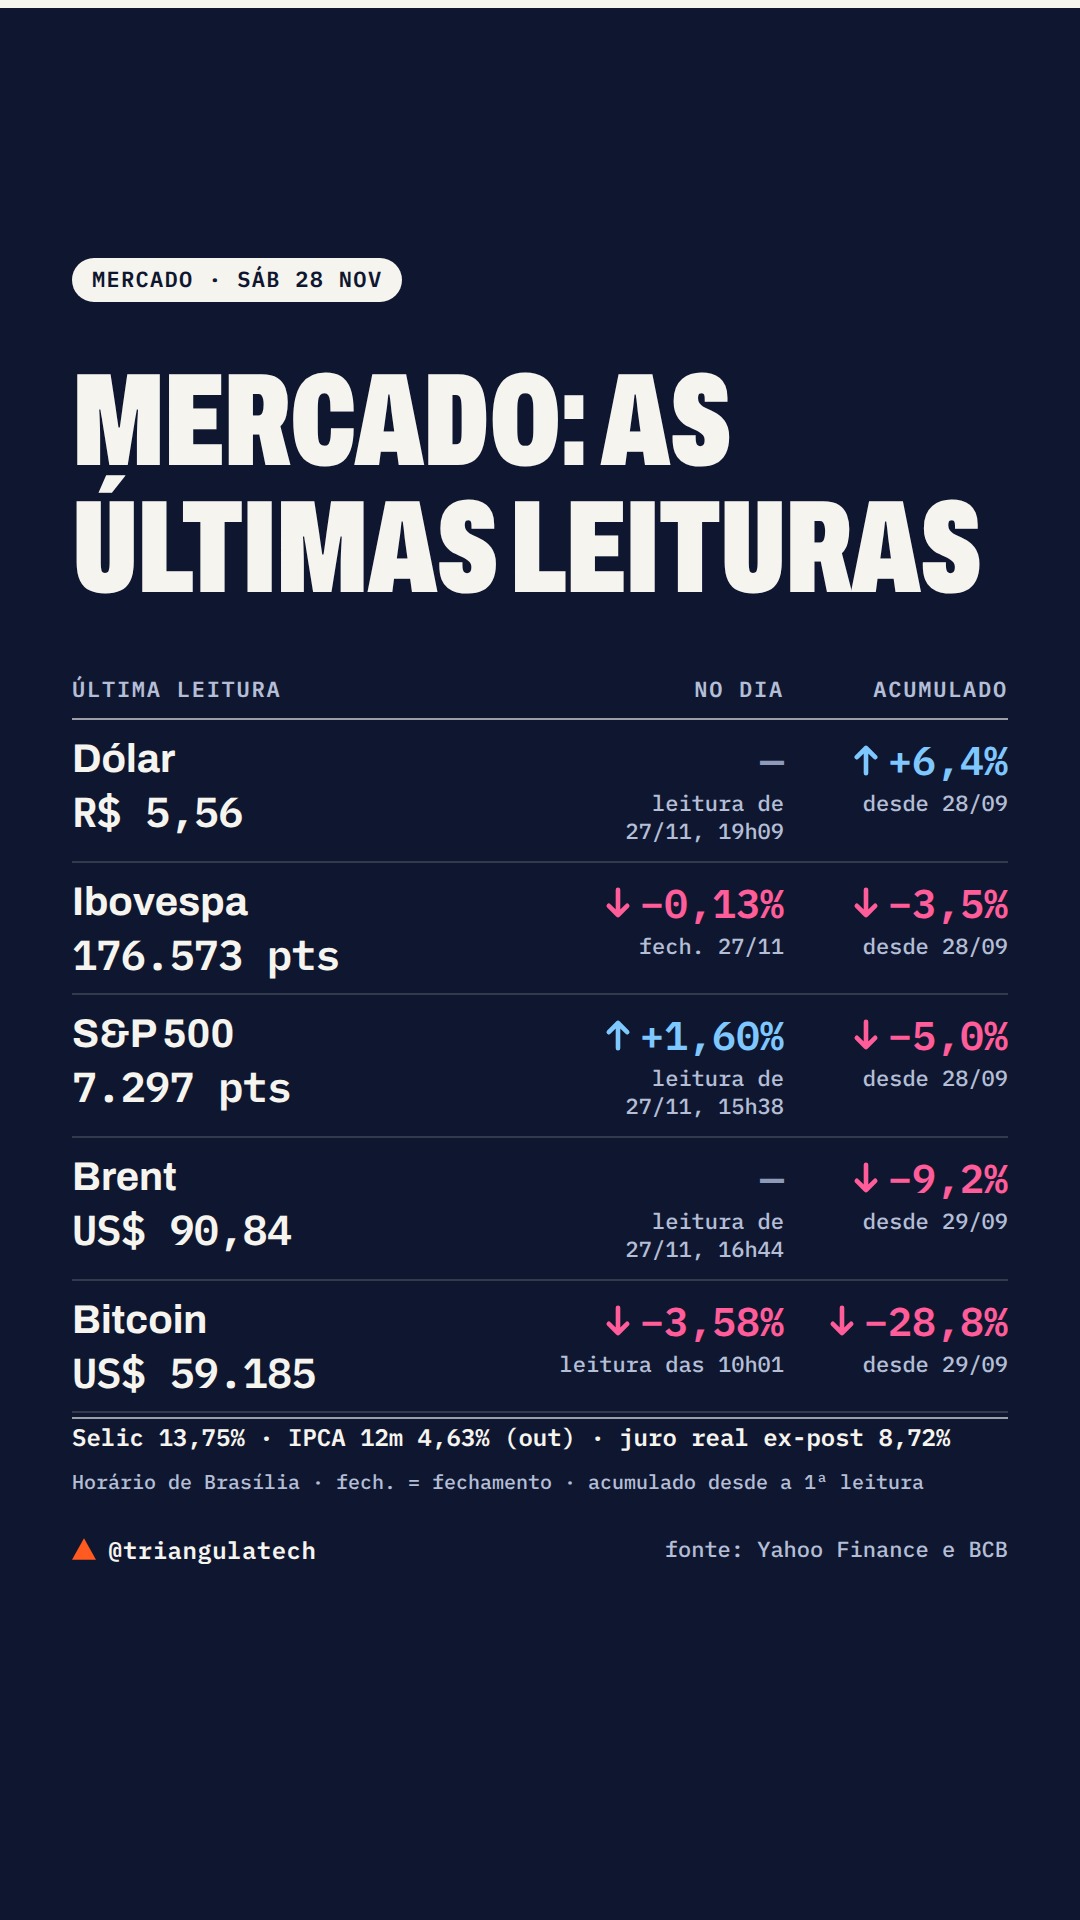 MERCADO · SÁB 28 NOV
MERCADO: AS
ÚLTIMAS LEITURAS
ÚLTIMA LEITURA NO DIA ACUMULADO
Dólar — ↑ +6,4%
R$ 5,56 leitura de 27/11, 19h09 desde 28/09
Ibovespa ↓ −0,13% ↓ −3,5%
176.573 pts fech. 27/11 desde 28/09
S&P 500 ↑ +1,60% ↓ −5,0%
7.297 pts leitura de 27/11, 15h38 desde 28/09
Brent — ↓ −9,2%
US$ 90,84 leitura de 27/11, 16h44 desde 29/09
Bitcoin ↓ −3,58% ↓ −28,8%
US$ 59.185 leitura das 10h01 desde 29/09
Selic 13,75% · IPCA 12m 4,63% (out) · juro real ex-post 8,72%
Horário de Brasília · fech. = fechamento · acumulado desde a 1ª leitura
@triangulatech fonte: Yahoo Finance e BCB